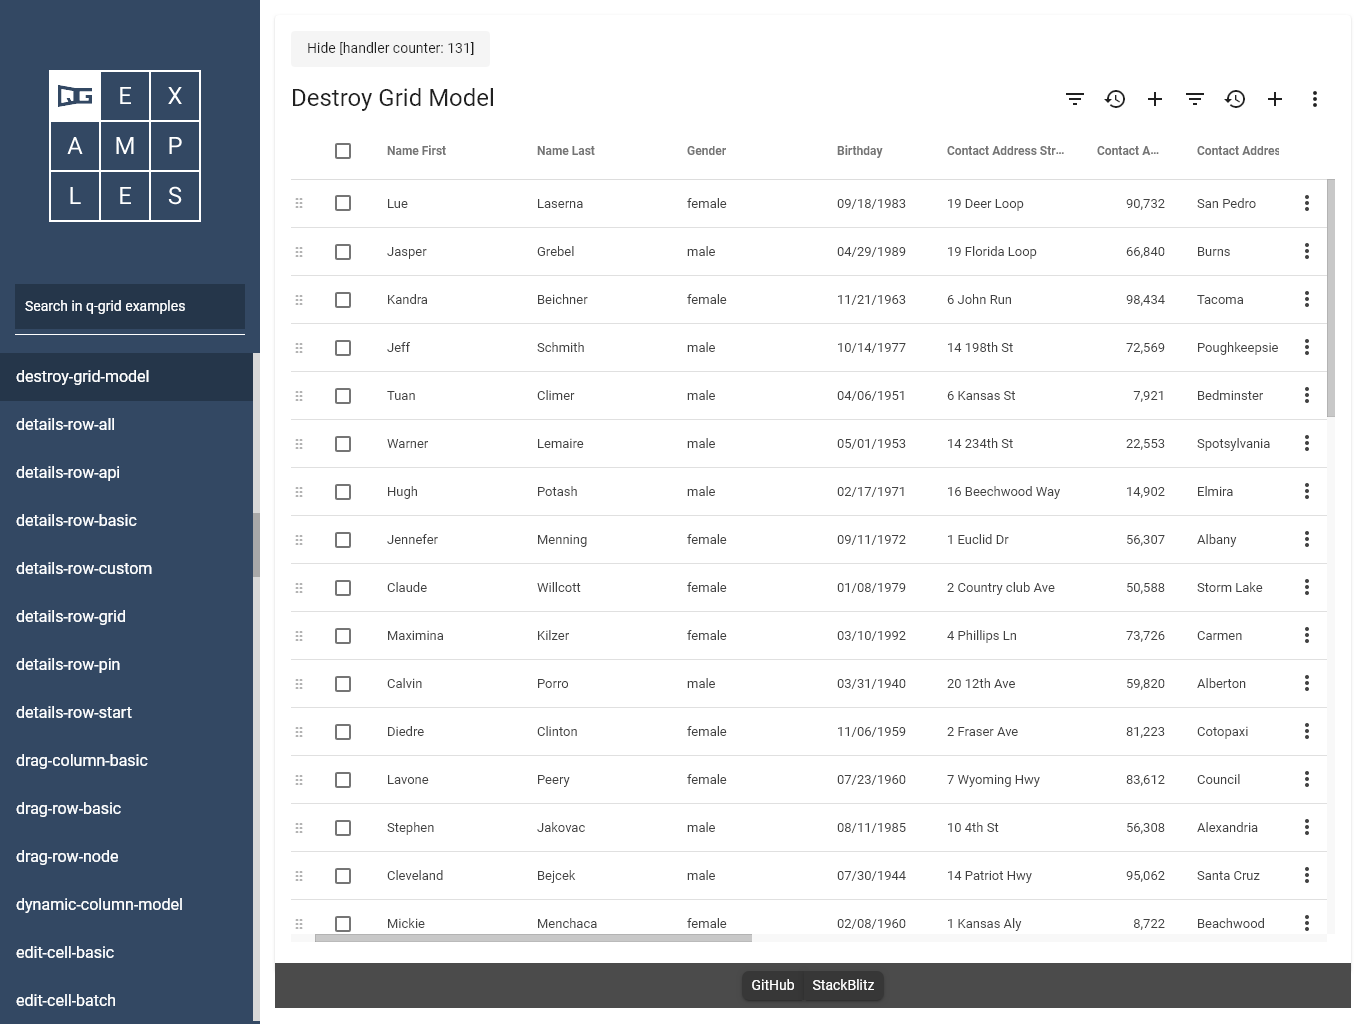 QG E X
A M P
L E S
Search in q-grid examples
destroy-grid-model
details-row-all
details-row-api
details-row-basic
details-row-custom
details-row-grid
details-row-pin
details-row-start
drag-column-basic
drag-row-basic
drag-row-node
dynamic-column-model
edit-cell-basic
edit-cell-batch
Hide [handler counter: 131]
Destroy Grid Model
Name First Name Last Gender Birthday Contact Address Str... Contact A... Contact Addres
Lue Laserna female 09/18/1983 19 Deer Loop 90,732 San Pedro
Jasper Grebel male 04/29/1989 19 Florida Loop 66,840 Burns
Kandra Beichner female 11/21/1963 6 John Run 98,434 Tacoma
Jeff Schmith male 10/14/1977 14 198th St 72,569 Poughkeepsie
Tuan Climer male 04/06/1951 6 Kansas St 7,921 Bedminster
Warner Lemaire male 05/01/1953 14 234th St 22,553 Spotsylvania
Hugh Potash male 02/17/1971 16 Beechwood Way 14,902 Elmira
Jennefer Menning female 09/11/1972 1 Euclid Dr 56,307 Albany
Claude Willcott female 01/08/1979 2 Country club Ave 50,588 Storm Lake
Maximina Kilzer female 03/10/1992 4 Phillips Ln 73,726 Carmen
Calvin Porro male 03/31/1940 20 12th Ave 59,820 Alberton
Diedre Clinton female 11/06/1959 2 Fraser Ave 81,223 Cotopaxi
Lavone Peery female 07/23/1960 7 Wyoming Hwy 83,612 Council
Stephen Jakovac male 08/11/1985 10 4th St 56,308 Alexandria
Cleveland Bejcek male 07/30/1944 14 Patriot Hwy 95,062 Santa Cruz
Mickie Menchaca female 02/08/1960 1 Kansas Aly 8,722 Beachwood
GitHub StackBlitz